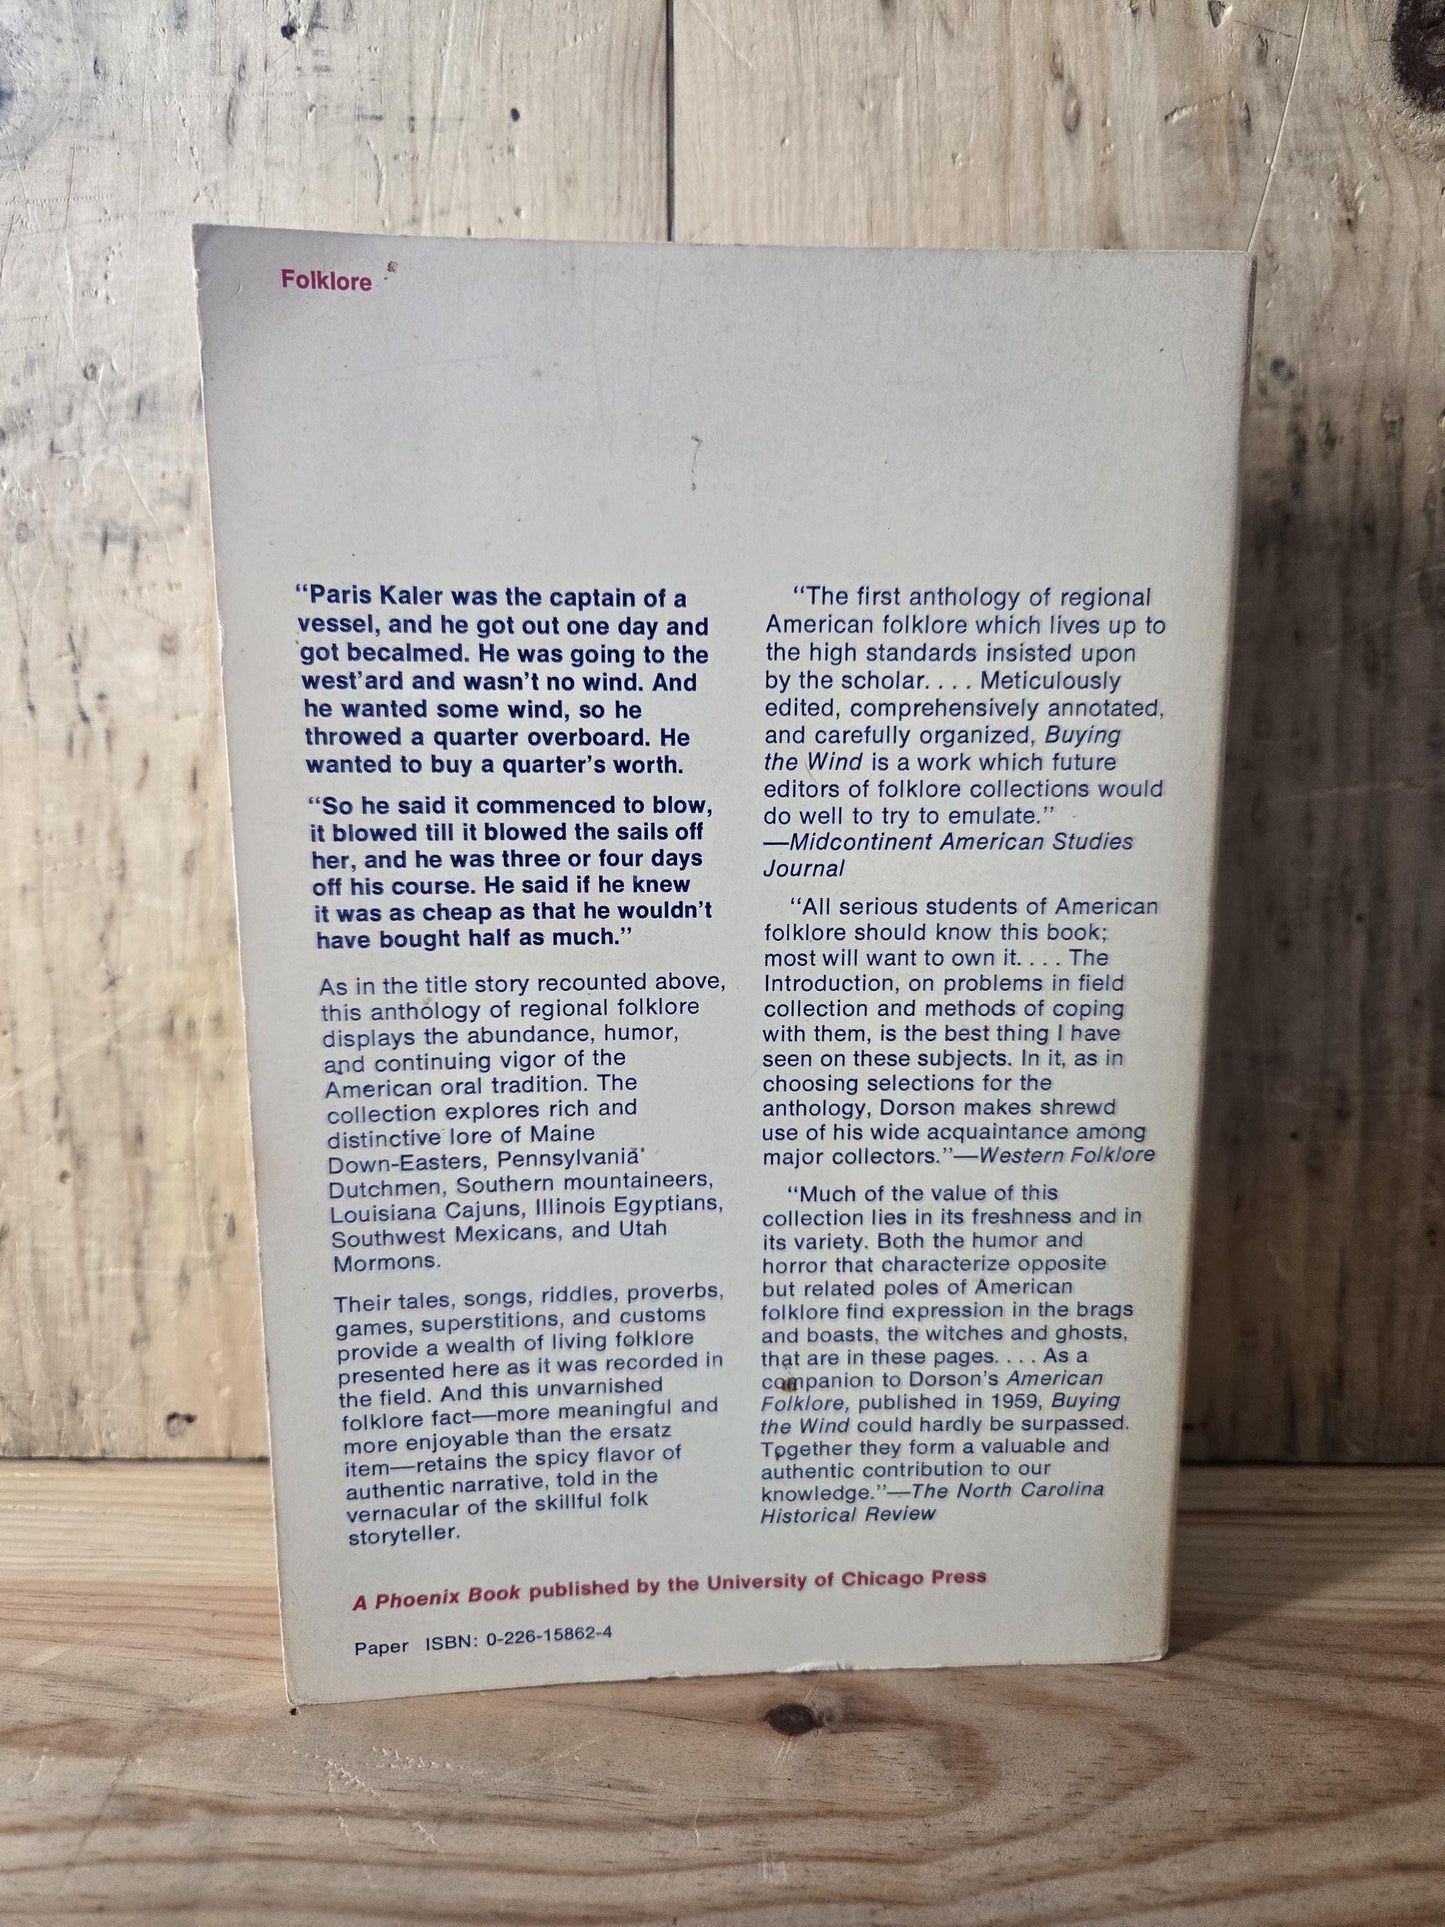 Folklore
“Paris Kaler was the captain of a
vessel, and he got out one day and
got becalmed. He was going to the
west’ard and wasn’t no wind. And
he wanted some wind, so he
throwed a quarter overboard. He
wanted to buy a quarter’s worth.
“So he said it commenced to blow,
it blowed till it blowed the sails off
her, and he was three or four days
off his course. He said if he knew
it was as cheap as that he wouldn’t
have bought half as much.”
As in the title story recounted above,
this anthology of regional folklore
displays the abundance, humor,
and continuing vigor of the
American oral tradition. The
collection explores rich and
distinctive lore of Maine
Down-Easters, Pennsylvania
Dutchmen, Southern mountaineers,
Louisiana Cajuns, Illinois Egyptians,
Southwest Mexicans, and Utah
Mormons.
Their tales, songs, riddles, proverbs,
games, superstitions, and customs
provide a wealth of living folklore
presented here as it was recorded in
the field. And this unvarnished
folklore fact—more meaningful and
more enjoyable than the ersatz
item—retains the spicy flavor of
authentic narrative, told in the
vernacular of the skillful folk
storyteller.
“The first anthology of regional
American folklore which lives up to
the high standards insisted upon
by the scholar. . . . Meticulously
edited, comprehensively annotated,
and carefully organized, Buying
the Wind is a work which future
editors of folklore collections would
do well to try to emulate.”
—Midcontinent American Studies
Journal
“All serious students of American
folklore should know this book;
most will want to own it. . . . The
Introduction, on problems in field
collection and methods of coping
with them, is the best thing I have
seen on these subjects. In it, as in
choosing selections for the
anthology, Dorson makes shrewd
use of his wide acquaintance among
major collectors.”—Western Folklore
“Much of the value of this
collection lies in its freshness and in
its variety. Both the humor and
horror that characterize opposite
but related poles of American
folklore find expression in the brags
and boasts, the witches and ghosts,
that are in these pages. . . . As a
companion to Dorson’s American
Folklore, published in 1959, Buying
the Wind could hardly be surpassed.
Together they form a valuable and
authentic contribution to our
knowledge.”—The North Carolina
Historical Review
A Phoenix Book published by the University of Chicago Press
Paper ISBN: 0-226-15862-4